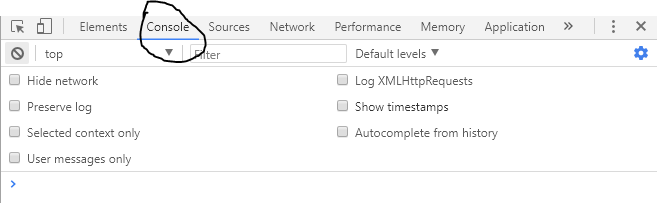 Elements Console Sources Network Performance Memory Application »
top Filter Default levels
Hide network Log XMLHttpRequests
Preserve log Show timestamps
Selected context only Autocomplete from history
User messages only